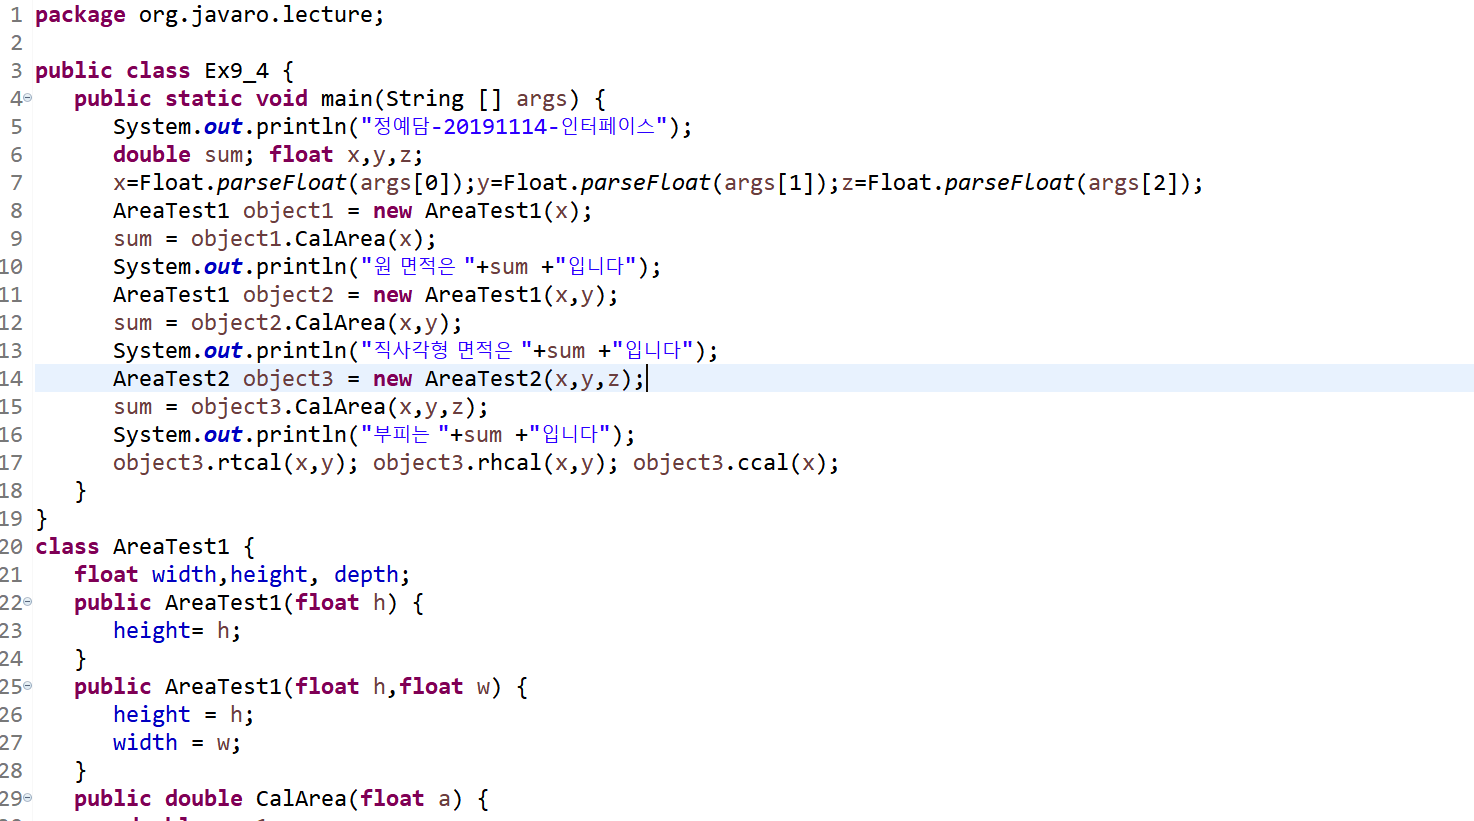 1 package org.javaro.lecture;
2
3 public class Ex9_4 {
4 public static void main(String [] args) {
5 System.out.println("정예담-20191114-인터페이스");
6 double sum; float x,y,z;
7 x=Float.parseFloat(args[0]);y=Float.parseFloat(args[1]);z=Float.parseFloat(args[2]);
8 AreaTest1 object1 = new AreaTest1(x);
9 sum = object1.CalArea(x);
10 System.out.println("원 면적은 "+sum +"입니다");
11 AreaTest1 object2 = new AreaTest1(x,y);
12 sum = object2.CalArea(x,y);
13 System.out.println("직사각형 면적은 "+sum +"입니다");
14 AreaTest2 object3 = new AreaTest2(x,y,z);
15 sum = object3.CalArea(x,y,z);
16 System.out.println("부피는 "+sum +"입니다");
17 object3.rtcal(x,y); object3.rhcal(x,y); object3.ccal(x);
18 }
19 }
20 class AreaTest1 {
21 float width,height, depth;
22 public AreaTest1(float h) {
23 height= h;
24 }
25 public AreaTest1(float h,float w) {
26 height = h;
27 width = w;
28 }
29 public double CalArea(float a) {